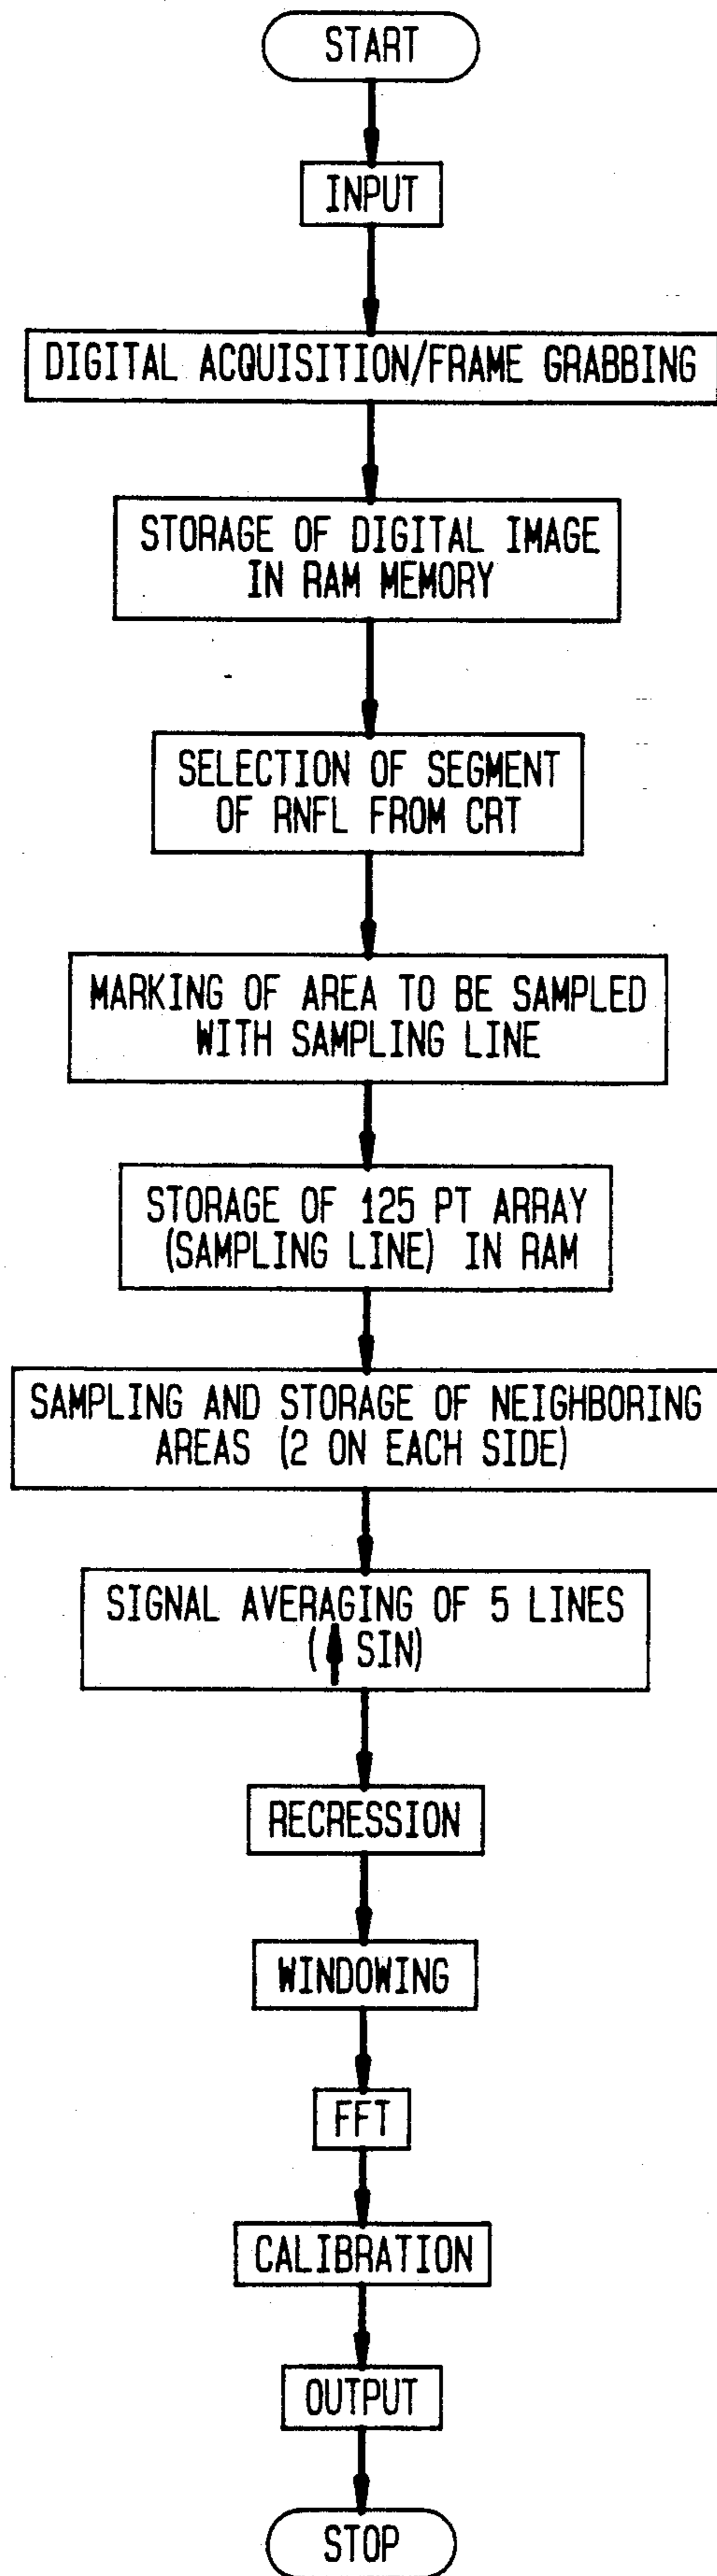 START
INPUT
DIGITAL ACQUISITION/FRAME GRABBING
STORAGE OF DIGITAL IMAGE
IN RAM MEMORY
SELECTION OF SEGMENT
OF RNFL FROM CRT
MARKING OF AREA TO BE SAMPLED
WITH SAMPLING LINE
STORAGE OF 125 PT ARRAY
(SAMPLING LINE) IN RAM
SAMPLING AND STORAGE OF NEIGHBORING
AREAS (2 ON EACH SIDE)
SIGNAL AVERAGING OF 5 LINES
(↑ SIN)
RECRESSION
WINDOWING
FFT
CALIBRATION
OUTPUT
STOP